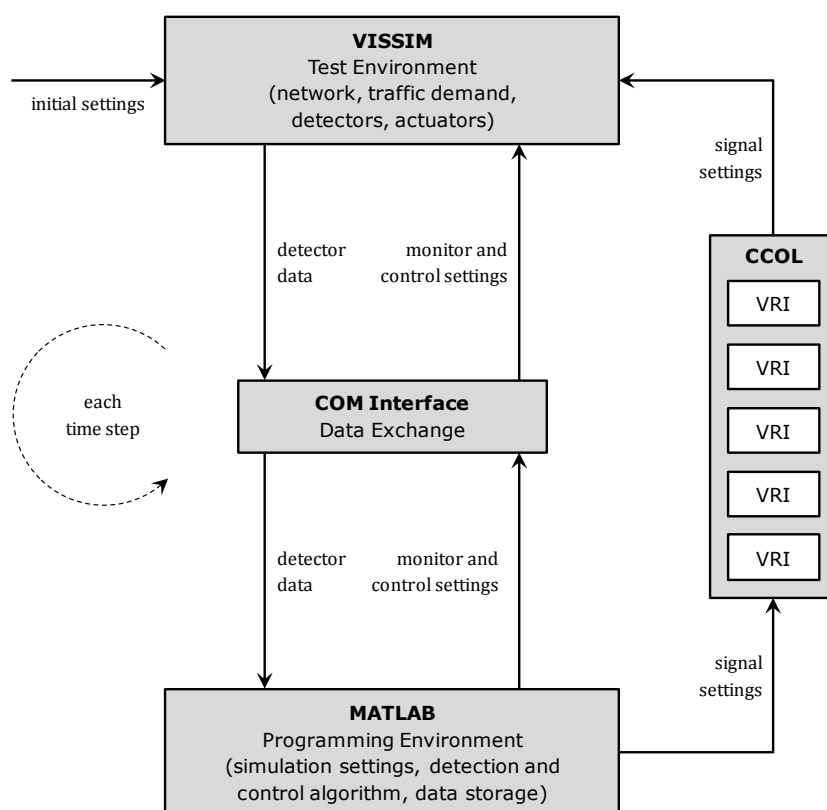 VISSIM
Test Environment
(network, traffic demand,
detectors, actuators)
initial settings
signal
settings
detector
data
monitor and
control settings
CCOL
VRI
VRI
VRI
VRI
VRI
each
time step
COM Interface
Data Exchange
detector
data
monitor and
control settings
signal
settings
MATLAB
Programming Environment
(simulation settings, detection and
control algorithm, data storage)